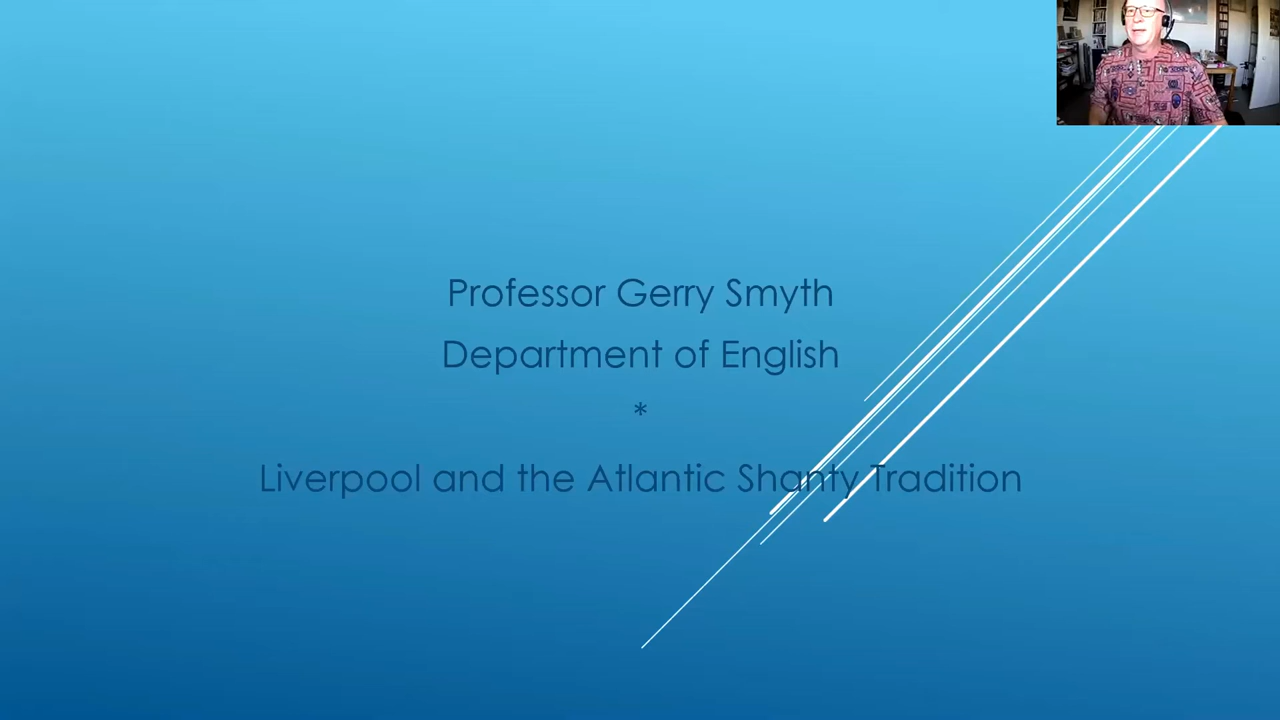 Professor Gerry Smyth
Department of English
*
Liverpool and the Atlantic Shanty Tradition